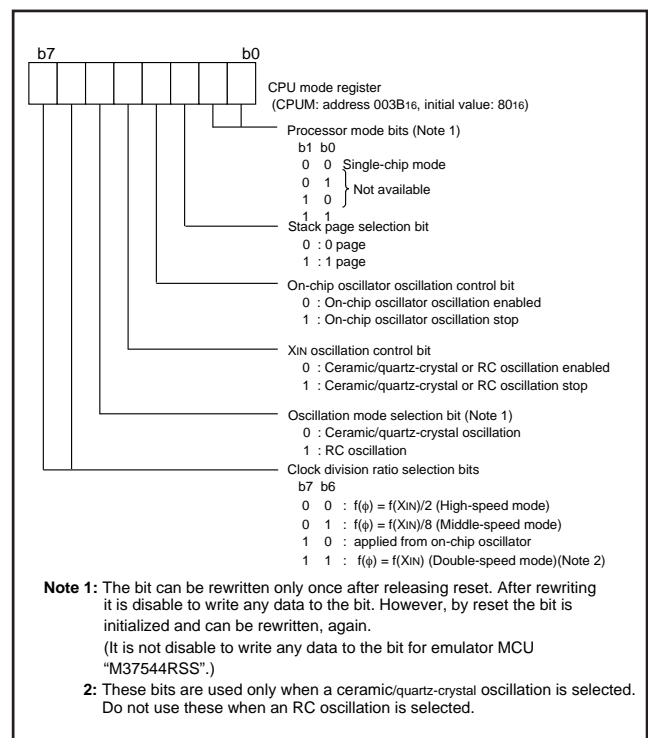 b7 b0
CPU mode register
(CPUM: address 003B16, initial value: 8016)
Processor mode bits (Note 1)
b1 b0
0 0 Single-chip mode
0 1
Not available
1 0
1 1
Stack page selection bit
0 : 0 page
1 : 1 page
On-chip oscillator oscillation control bit
0 : On-chip oscillator oscillation enabled
1 : On-chip oscillator oscillation stop
XIN oscillation control bit
0 : Ceramic/quartz-crystal or RC oscillation enabled
1 : Ceramic/quartz-crystal or RC oscillation stop
Oscillation mode selection bit (Note 1)
0 : Ceramic/quartz-crystal oscillation
1 : RC oscillation
Clock division ratio selection bits
b7 b6
0 0 : f(φ) = f(XIN)/2 (High-speed mode)
0 1 : f(φ) = f(XIN)/8 (Middle-speed mode)
1 0 : applied from on-chip oscillator
1 1 : f(φ) = f(XIN) (Double-speed mode)(Note 2)
Note 1: The bit can be rewritten only once after releasing reset. After rewriting
it is disable to write any data to the bit. However, by reset the bit is
initialized and can be rewritten, again.
(It is not disable to write any data to the bit for emulator MCU
“M37544RSS”.)
2: These bits are used only when a ceramic/quartz-crystal oscillation is selected.
Do not use these when an RC oscillation is selected.